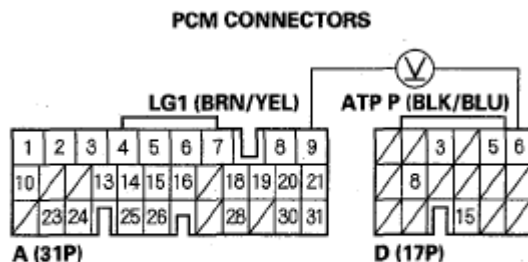 PCM CONNECTORS
V
LG1 (BRN/YEL) ATP P (BLK/BLU)
1 2 3 4 5 6 7 8 9 3 5 6
10 13 14 15 16 18 19 20 21 8
23 24 25 26 28 30 31 15
A (31P) D (17P)